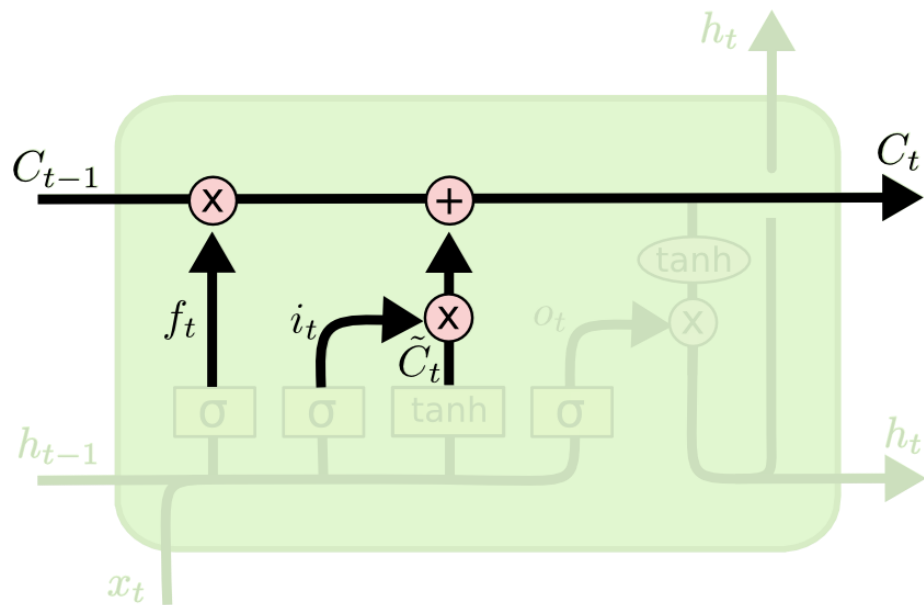 h_t
C_{t-1}
C_t
x
+
tanh
f_t
i_t
x
o_t
x
C̃_t
σ
σ
tanh
σ
h_{t-1}
h_t
x_t